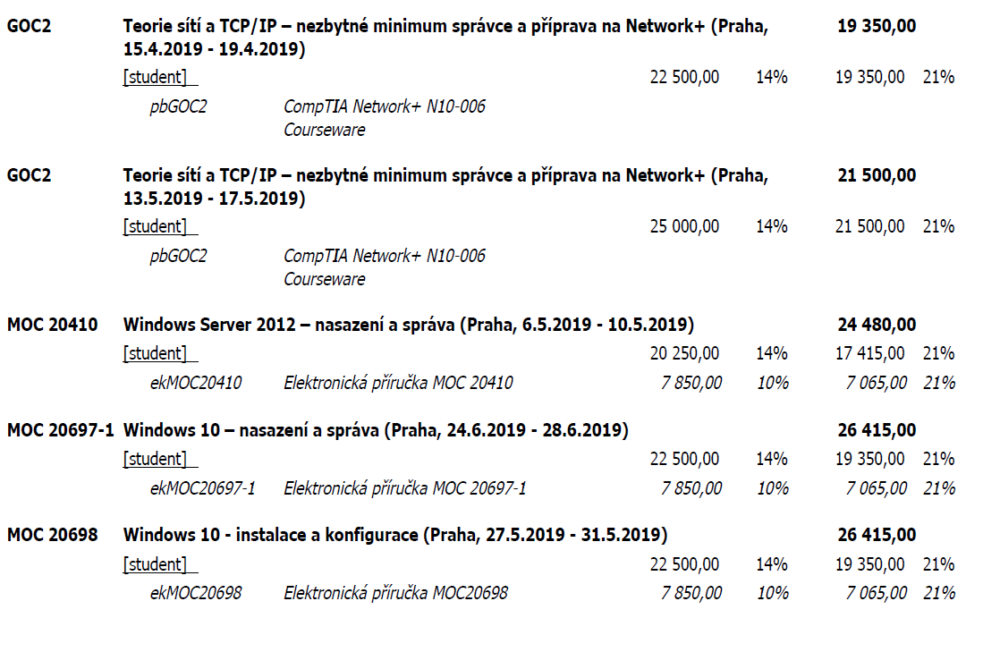 GOC2 Teorie sítí a TCP/IP – nezbytné minimum správce a příprava na Network+ (Praha, 19 350,00
15.4.2019 - 19.4.2019)
[student] 22 500,00 14% 19 350,00 21%
pbGOC2 CompTIA Network+ N10-006
Courseware
GOC2 Teorie sítí a TCP/IP – nezbytné minimum správce a příprava na Network+ (Praha, 21 500,00
13.5.2019 - 17.5.2019)
[student] 25 000,00 14% 21 500,00 21%
pbGOC2 CompTIA Network+ N10-006
Courseware
MOC 20410 Windows Server 2012 – nasazení a správa (Praha, 6.5.2019 - 10.5.2019) 24 480,00
[student] 20 250,00 14% 17 415,00 21%
ekMOC20410 Elektronická příručka MOC 20410 7 850,00 10% 7 065,00 21%
MOC 20697-1 Windows 10 – nasazení a správa (Praha, 24.6.2019 - 28.6.2019) 26 415,00
[student] 22 500,00 14% 19 350,00 21%
ekMOC20697-1 Elektronická příručka MOC 20697-1 7 850,00 10% 7 065,00 21%
MOC 20698 Windows 10 - instalace a konfigurace (Praha, 27.5.2019 - 31.5.2019) 26 415,00
[student] 22 500,00 14% 19 350,00 21%
ekMOC20698 Elektronická příručka MOC20698 7 850,00 10% 7 065,00 21%